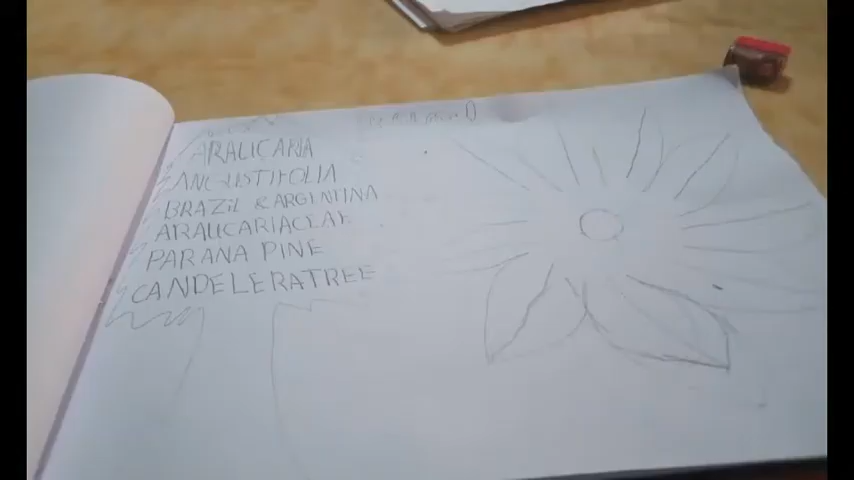 ARAUCARIA
ANGUSTIFOLIA
BRAZiL & ARGENTINA
ARAUCARIACEAE
PARANA PINE
CANDELERATREE